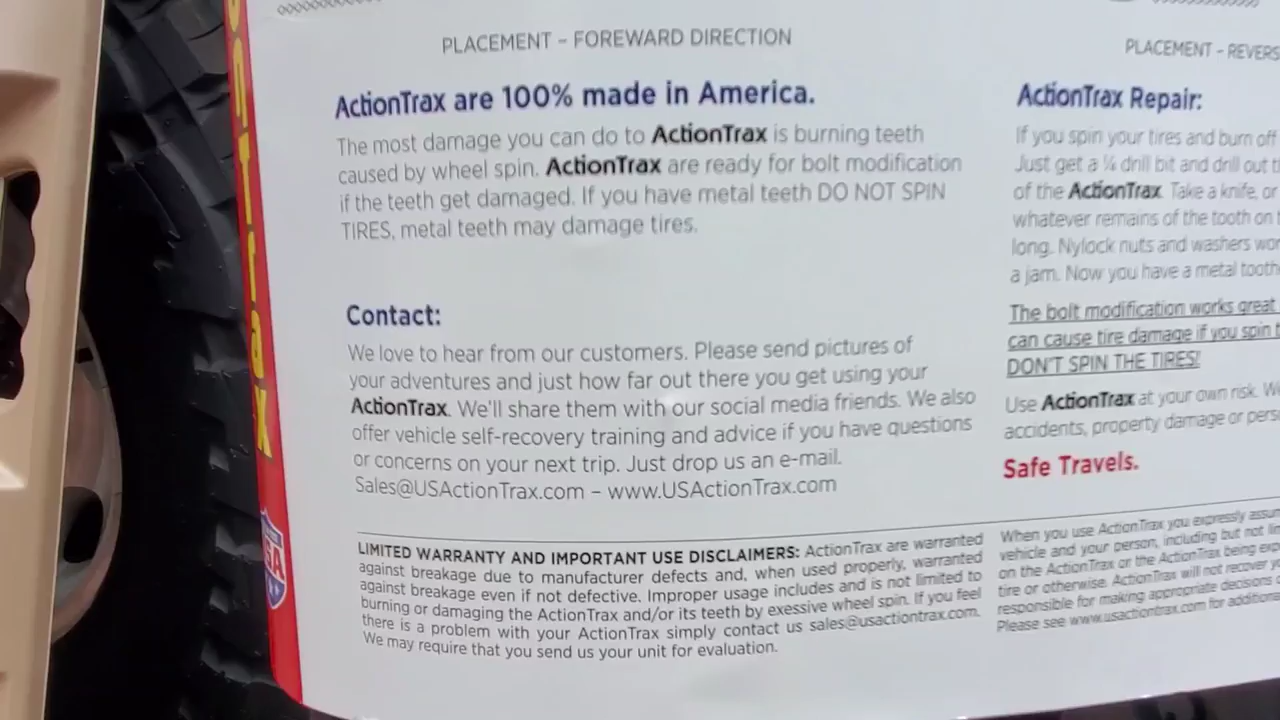 PLACEMENT – FOREWARD DIRECTION
ActionTrax are 100% made in America.
The most damage you can do to ActionTrax is burning teeth
caused by wheel spin. ActionTrax are ready for bolt modification
if the teeth get damaged. If you have metal teeth DO NOT SPIN
TIRES, metal teeth may damage tires.
Contact:
We love to hear from our customers. Please send pictures of
your adventures and just how far out there you get using your
ActionTrax. We'll share them with our social media friends. We also
offer vehicle self-recovery training and advice if you have questions
or concerns on your next trip. Just drop us an e-mail.
Sales@USActionTrax.com – www.USActionTrax.com
LIMITED WARRANTY AND IMPORTANT USE DISCLAIMERS: ActionTrax are warranted
against breakage due to manufacturer defects and, when used properly, warranted
against breakage even if not defective. Improper usage includes and is not limited to
burning or damaging the ActionTrax and/or its teeth by exessive wheel spin. If you feel
there is a problem with your ActionTrax simply contact us sales@usactiontrax.com.
We may require that you send us your unit for evaluation.
PLACEMENT – REVERS
ActionTrax Repair:
If you spin your tires and burn off
Just get a ¼ drill bit and drill out t
of the ActionTrax. Take a knife, or
whatever remains of the tooth on
long. Nylock nuts and washers wor
a jam. Now you have a metal toothe
The bolt modification works great
can cause tire damage if you spin
DON'T SPIN THE TIRES!
Use ActionTrax at your own risk. We
accidents, property damage or pers
Safe Travels.
When you use ActionTrax you expressly assum
vehicle and your person, including but not li
on the ActionTrax or the ActionTrax being exp
tire or otherwise. ActionTrax will not recover y
responsible for making appropriate decisions
Please see www.usactiontrax.com for additiona
onTrax
USA